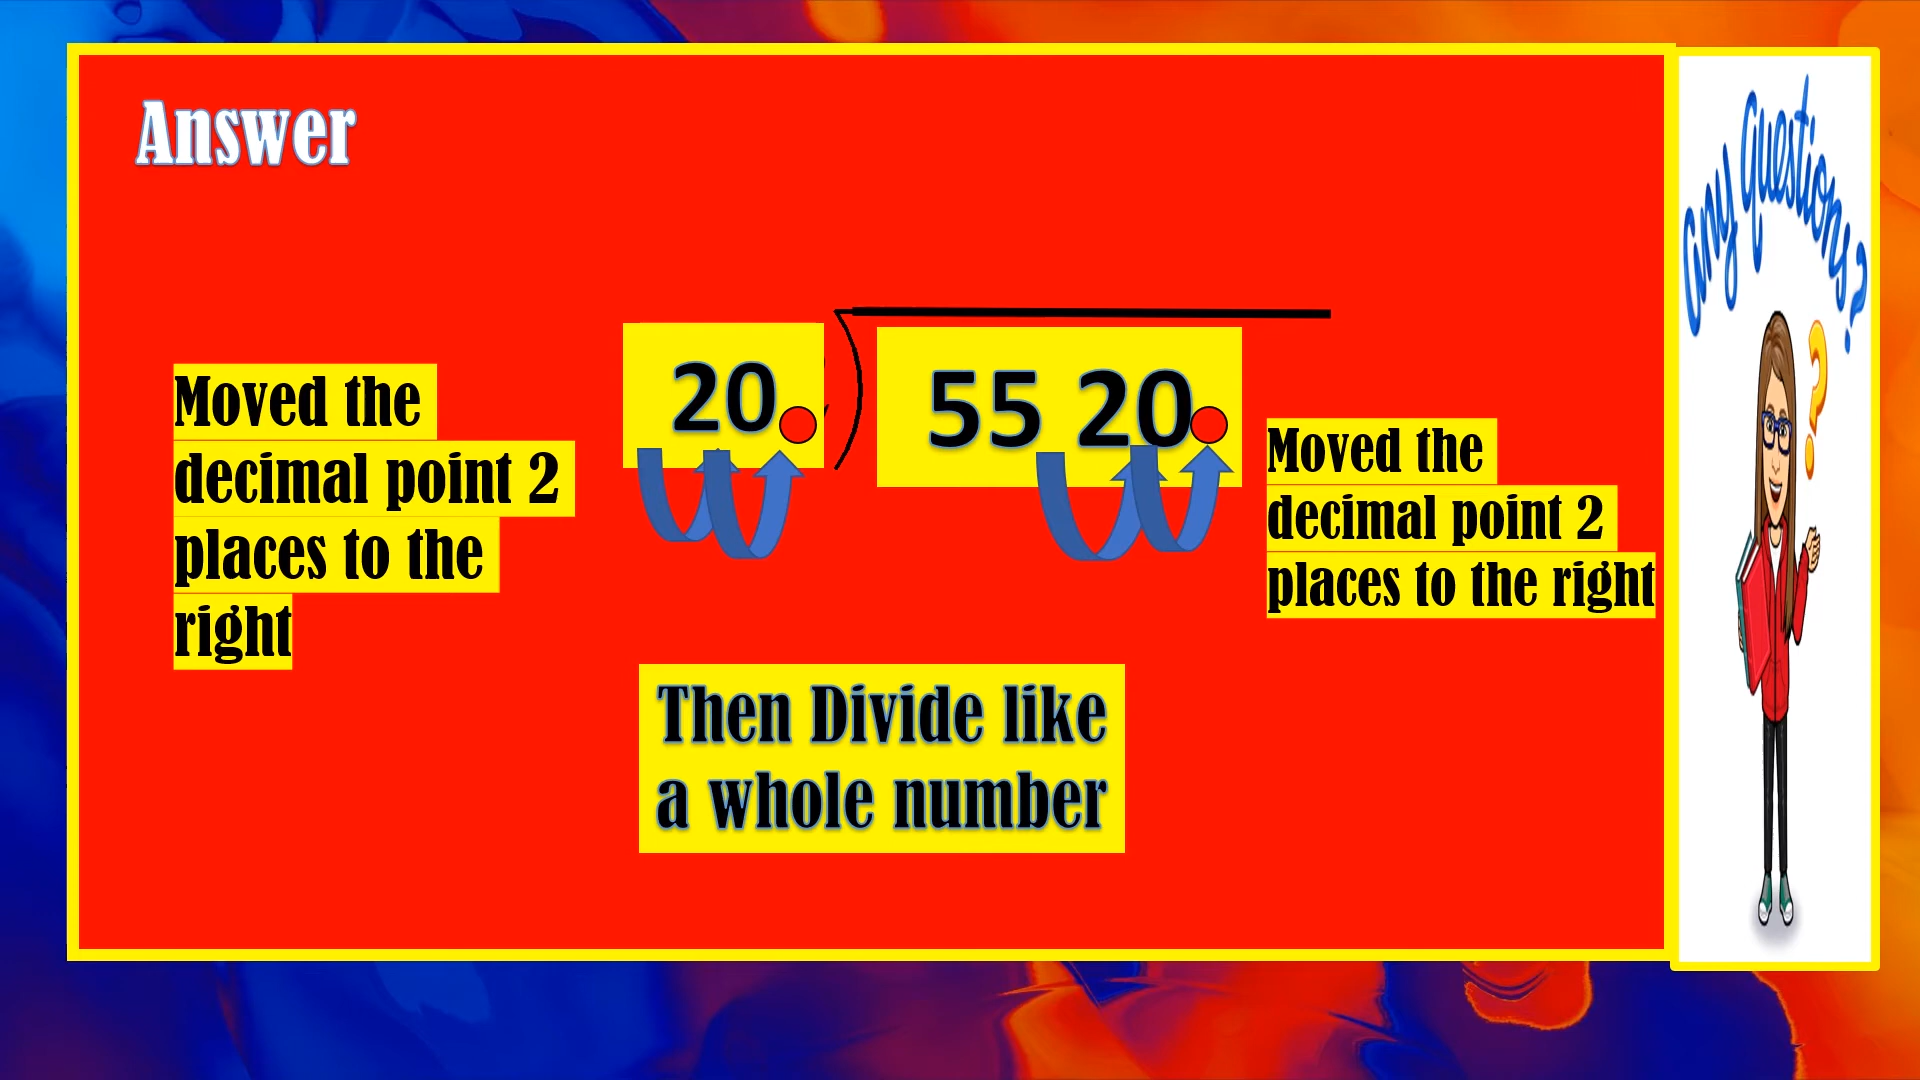 Answer
Moved the
decimal point 2
places to the
right
20.
55 20.
Moved the
decimal point 2
places to the right
Then Divide like
a whole number
any questions?
?